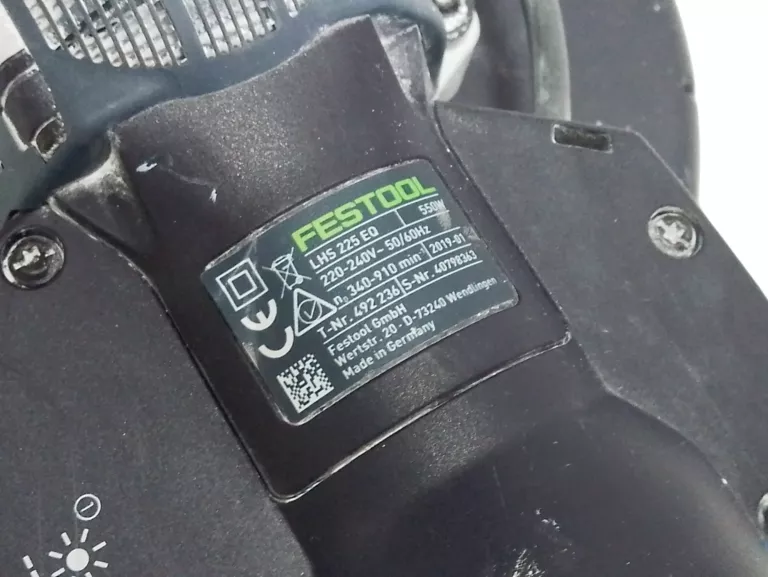 FESTOOL
LHS 225 EQ 550W
220-240V~ 50/60Hz
n₀ 340-910 min⁻¹ 2019-01
T-Nr. 492 236 S-Nr. 40798363
Festool GmbH
Wertstr. 20 · D-73240 Wendlingen
Made in Germany
CE